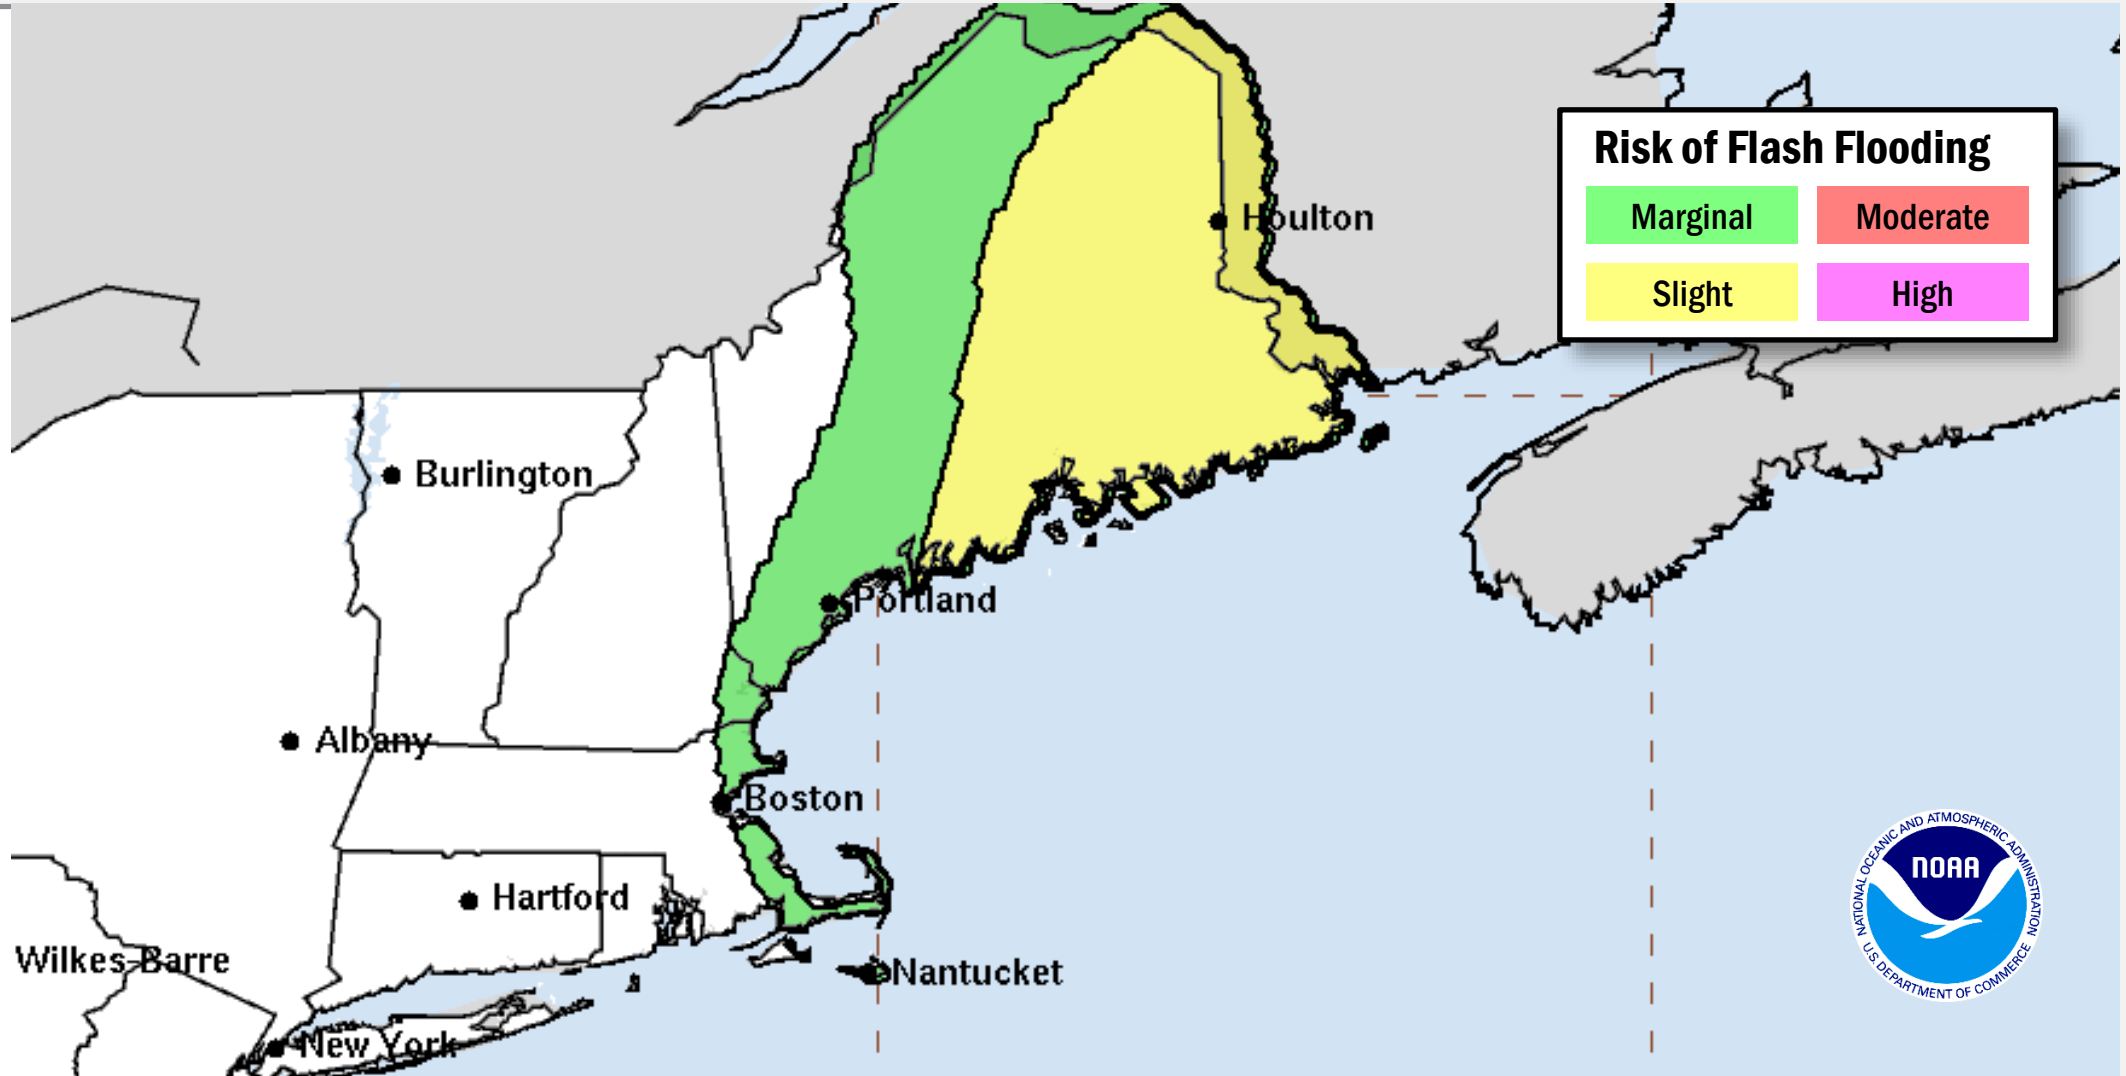 Risk of Flash Flooding
Marginal
Moderate
Slight
High
Houlton
Burlington
Portland
Albany
Boston
Hartford
Wilkes-Barre
Nantucket
New York
NATIONAL OCEANIC AND ATMOSPHERIC ADMINISTRATION
NOAA
U.S. DEPARTMENT OF COMMERCE